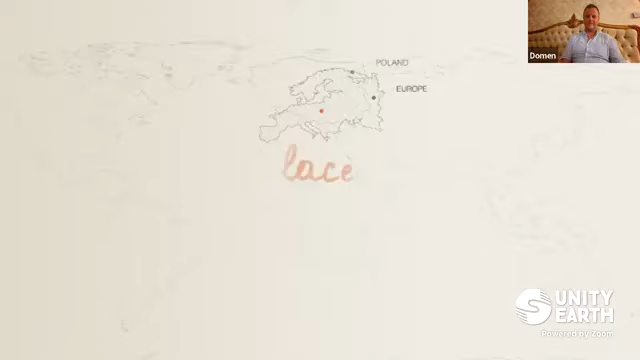 POLAND
EUROPE
lace
Domen
UNITY
EARTH
Powered by Zoom